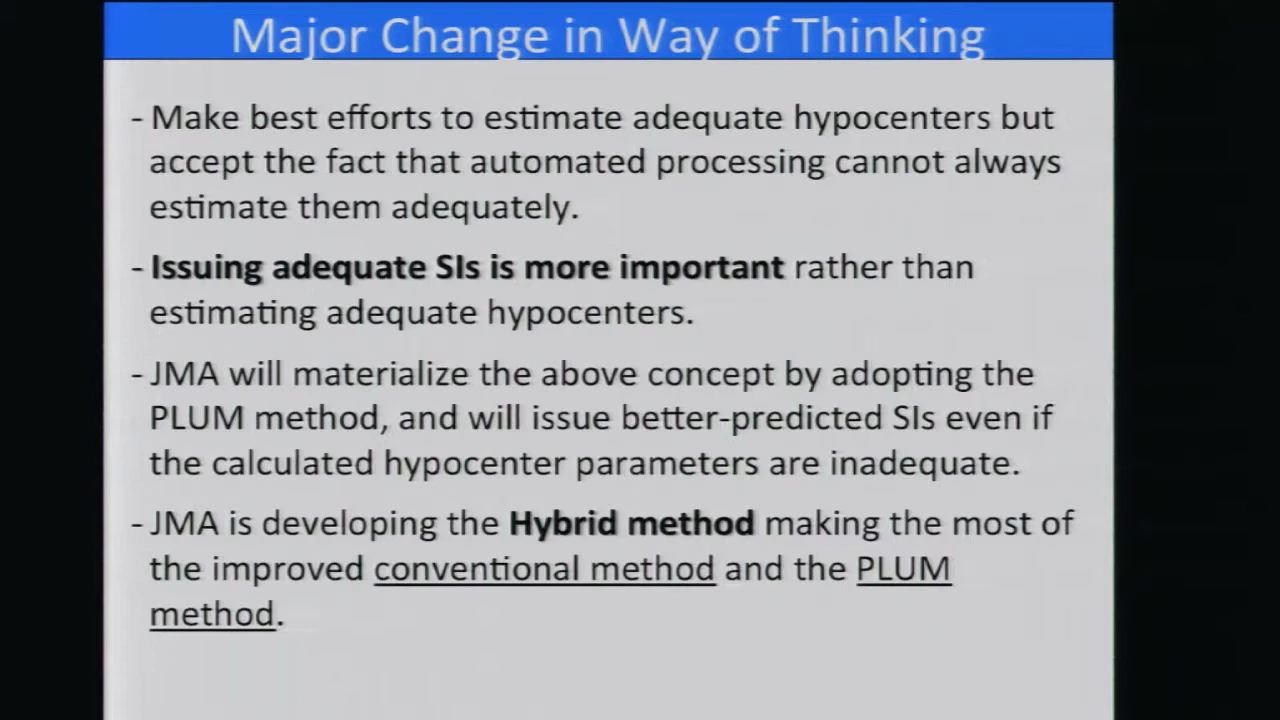 Major Change in Way of Thinking
- Make best efforts to estimate adequate hypocenters but
accept the fact that automated processing cannot always
estimate them adequately.
- Issuing adequate SIs is more important rather than
estimating adequate hypocenters.
- JMA will materialize the above concept by adopting the
PLUM method, and will issue better-predicted SIs even if
the calculated hypocenter parameters are inadequate.
- JMA is developing the Hybrid method making the most of
the improved conventional method and the PLUM
method.